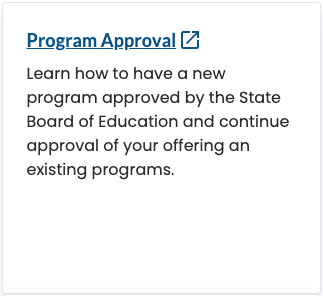 Program Approval
Learn how to have a new
program approved by the State
Board of Education and continue
approval of your offering an
existing programs.